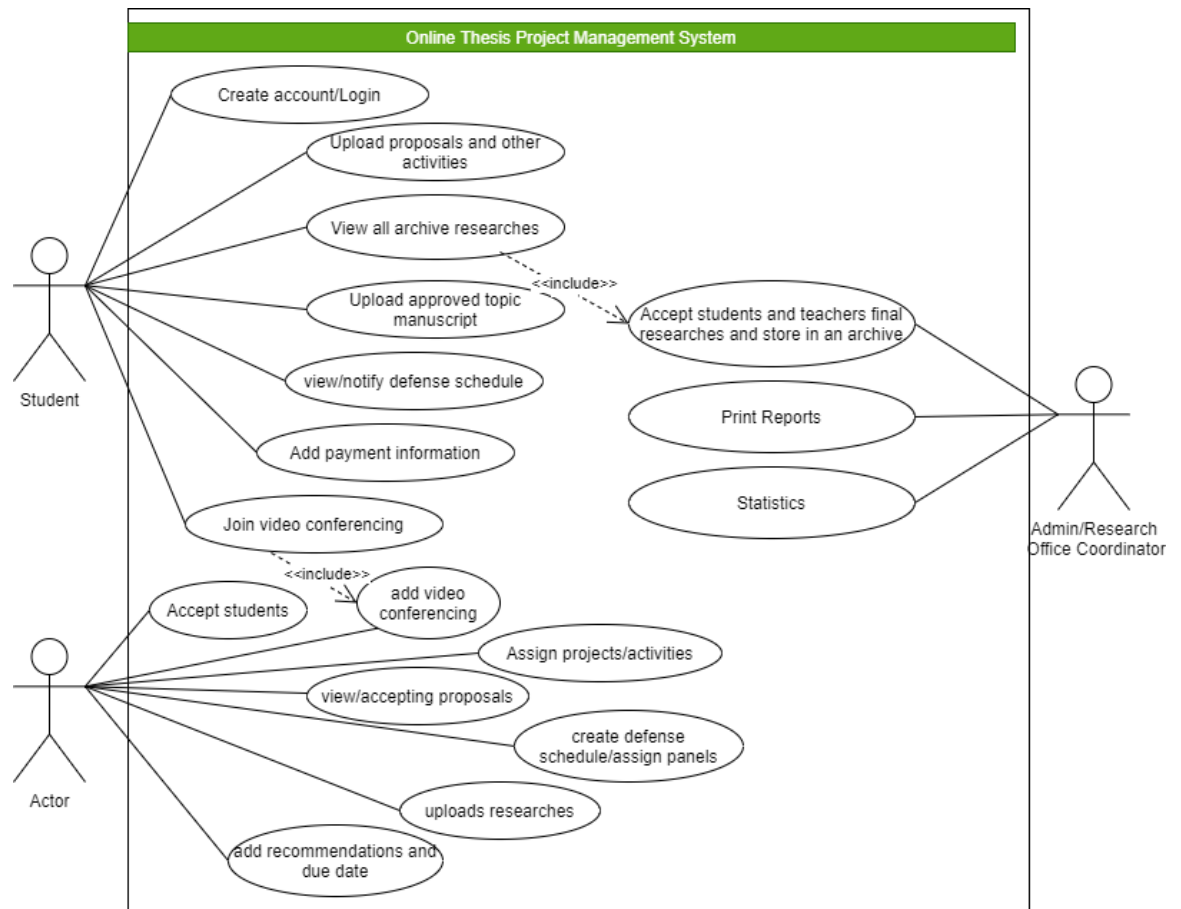 Online Thesis Project Management System
Create account/Login
Upload proposals and other
activities
View all archive researches
<<include>>
Upload approved topic
manuscript
Accept students and teachers final
researches and store in an archive
view/notify defense schedule
Student
Print Reports
Add payment information
Statistics
Join video conferencing
Admin/Research
Office Coordinator
<<include>>
add video
conferencing
Accept students
Assign projects/activities
view/accepting proposals
create defense
schedule/assign panels
Actor
uploads researches
add recommendations and
due date